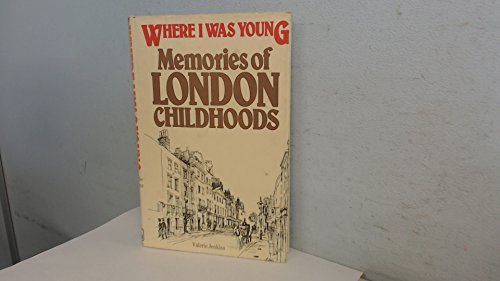 WHERE I WAS YOUNG
Memories of
LONDON
CHILDHOODS
Valerie Jenkins